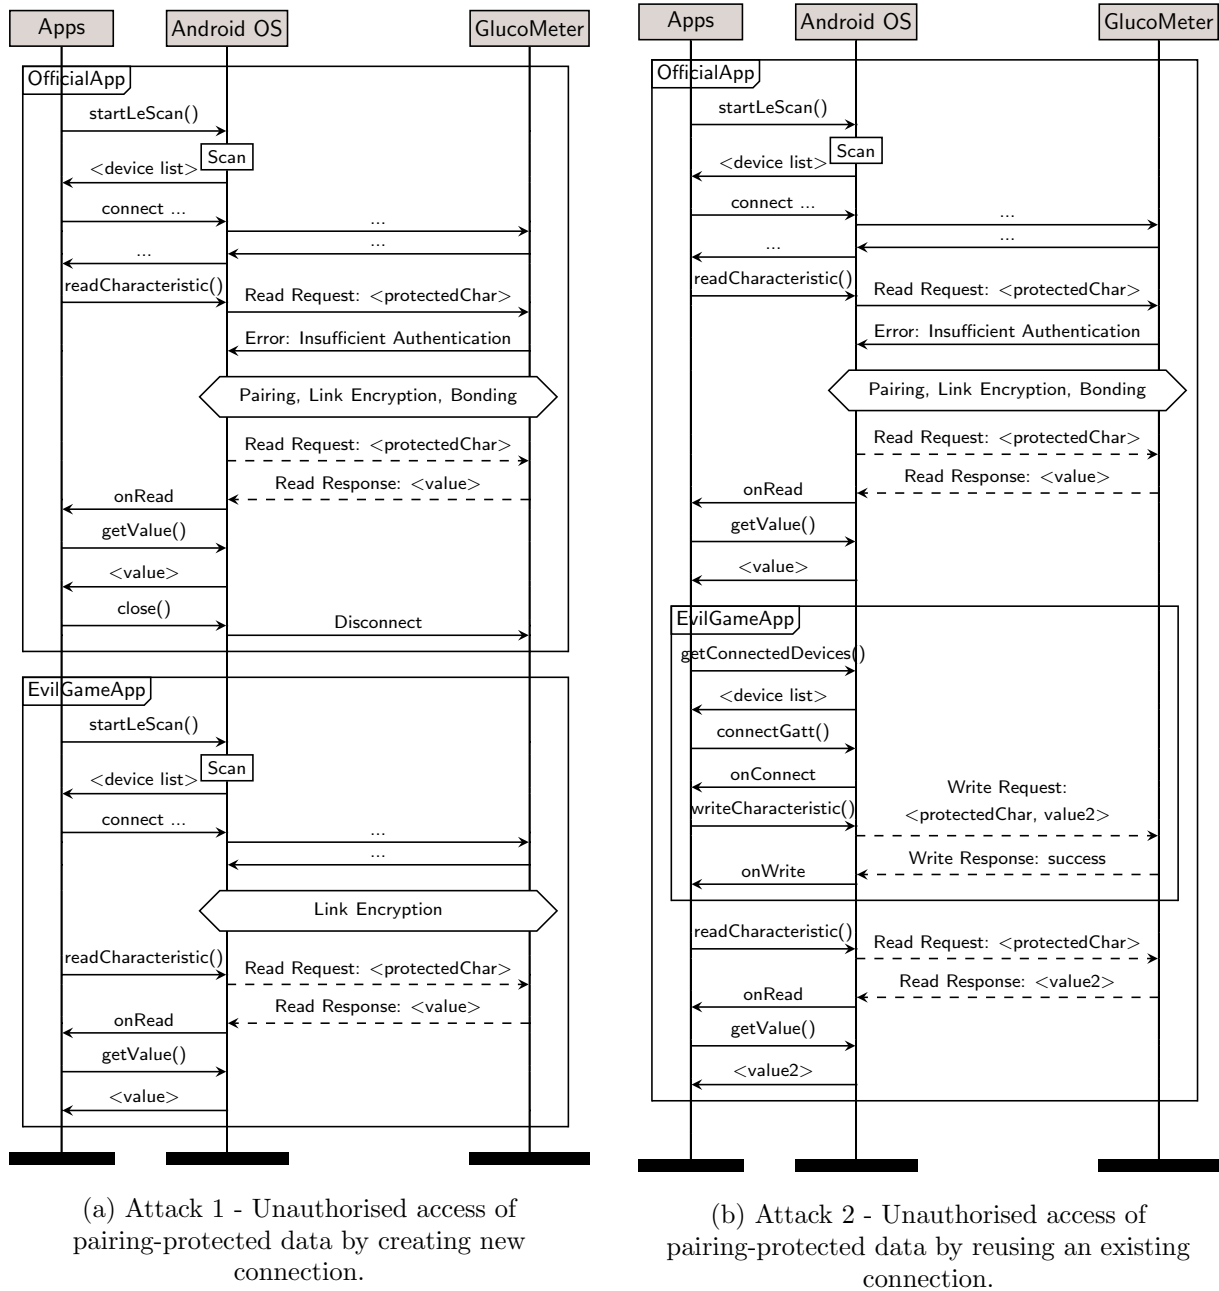 Apps
Android OS
GlucoMeter
OfficialApp
startLeScan()
Scan
<device list>
connect ...
...
...
...
readCharacteristic()
Read Request: <protectedChar>
Error: Insufficient Authentication
Pairing, Link Encryption, Bonding
Read Request: <protectedChar>
Read Response: <value>
onRead
getValue()
<value>
close()
Disconnect
EvilGameApp
startLeScan()
Scan
<device list>
connect ...
...
...
Link Encryption
readCharacteristic()
Read Request: <protectedChar>
Read Response: <value>
onRead
getValue()
<value>
(a) Attack 1 - Unauthorised access of
pairing-protected data by creating new
connection.
Apps
Android OS
GlucoMeter
OfficialApp
startLeScan()
Scan
<device list>
connect ...
...
...
...
readCharacteristic()
Read Request: <protectedChar>
Error: Insufficient Authentication
Pairing, Link Encryption, Bonding
Read Request: <protectedChar>
Read Response: <value>
onRead
getValue()
<value>
EvilGameApp
getConnectedDevices()
<device list>
connectGatt()
onConnect
writeCharacteristic()
Write Request:
<protectedChar, value2>
Write Response: success
onWrite
readCharacteristic()
Read Request: <protectedChar>
Read Response: <value2>
onRead
getValue()
<value2>
(b) Attack 2 - Unauthorised access of
pairing-protected data by reusing an existing
connection.